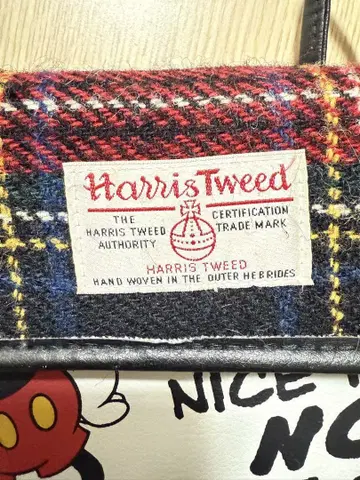 Harris Tweed
THE HARRIS TWEED AUTHORITY
CERTIFICATION TRADE MARK
HARRIS TWEED
HAND WOVEN IN THE OUTER HEBRIDES
NICE
NO